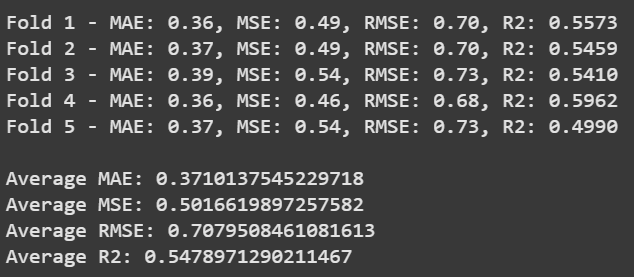 Fold 1 - MAE: 0.36, MSE: 0.49, RMSE: 0.70, R2: 0.5573
Fold 2 - MAE: 0.37, MSE: 0.49, RMSE: 0.70, R2: 0.5459
Fold 3 - MAE: 0.39, MSE: 0.54, RMSE: 0.73, R2: 0.5410
Fold 4 - MAE: 0.36, MSE: 0.46, RMSE: 0.68, R2: 0.5962
Fold 5 - MAE: 0.37, MSE: 0.54, RMSE: 0.73, R2: 0.4990
Average MAE: 0.3710137545229718
Average MSE: 0.5016619897257582
Average RMSE: 0.7079508461081613
Average R2: 0.5478971290211467